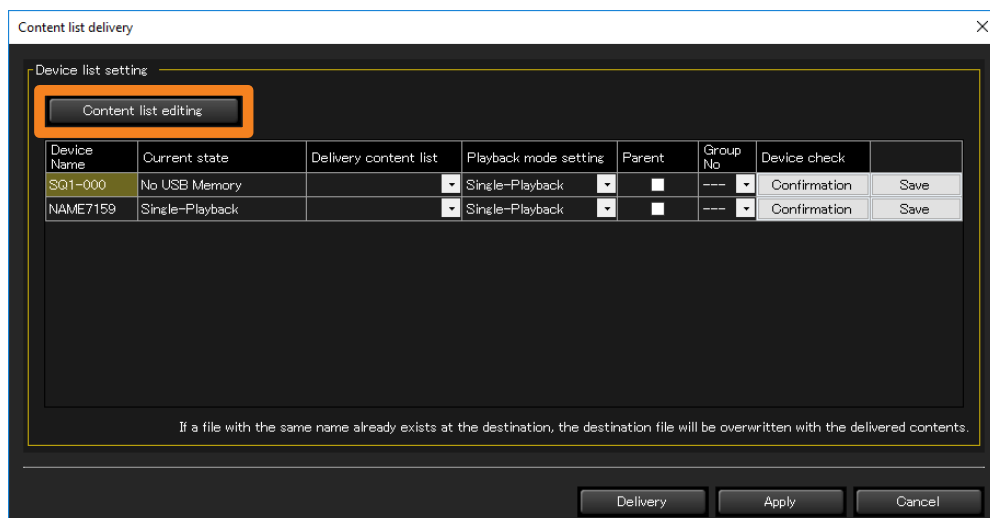 Content list delivery
Device list setting
Content list editing
Device Name Current state Delivery content list Playback mode setting Parent Group No Device check
SQ1-000 No USB Memory Single-Playback --- Confirmation Save
NAME7159 Single-Playback Single-Playback --- Confirmation Save
If a file with the same name already exists at the destination, the destination file will be overwritten with the delivered contents.
Delivery Apply Cancel